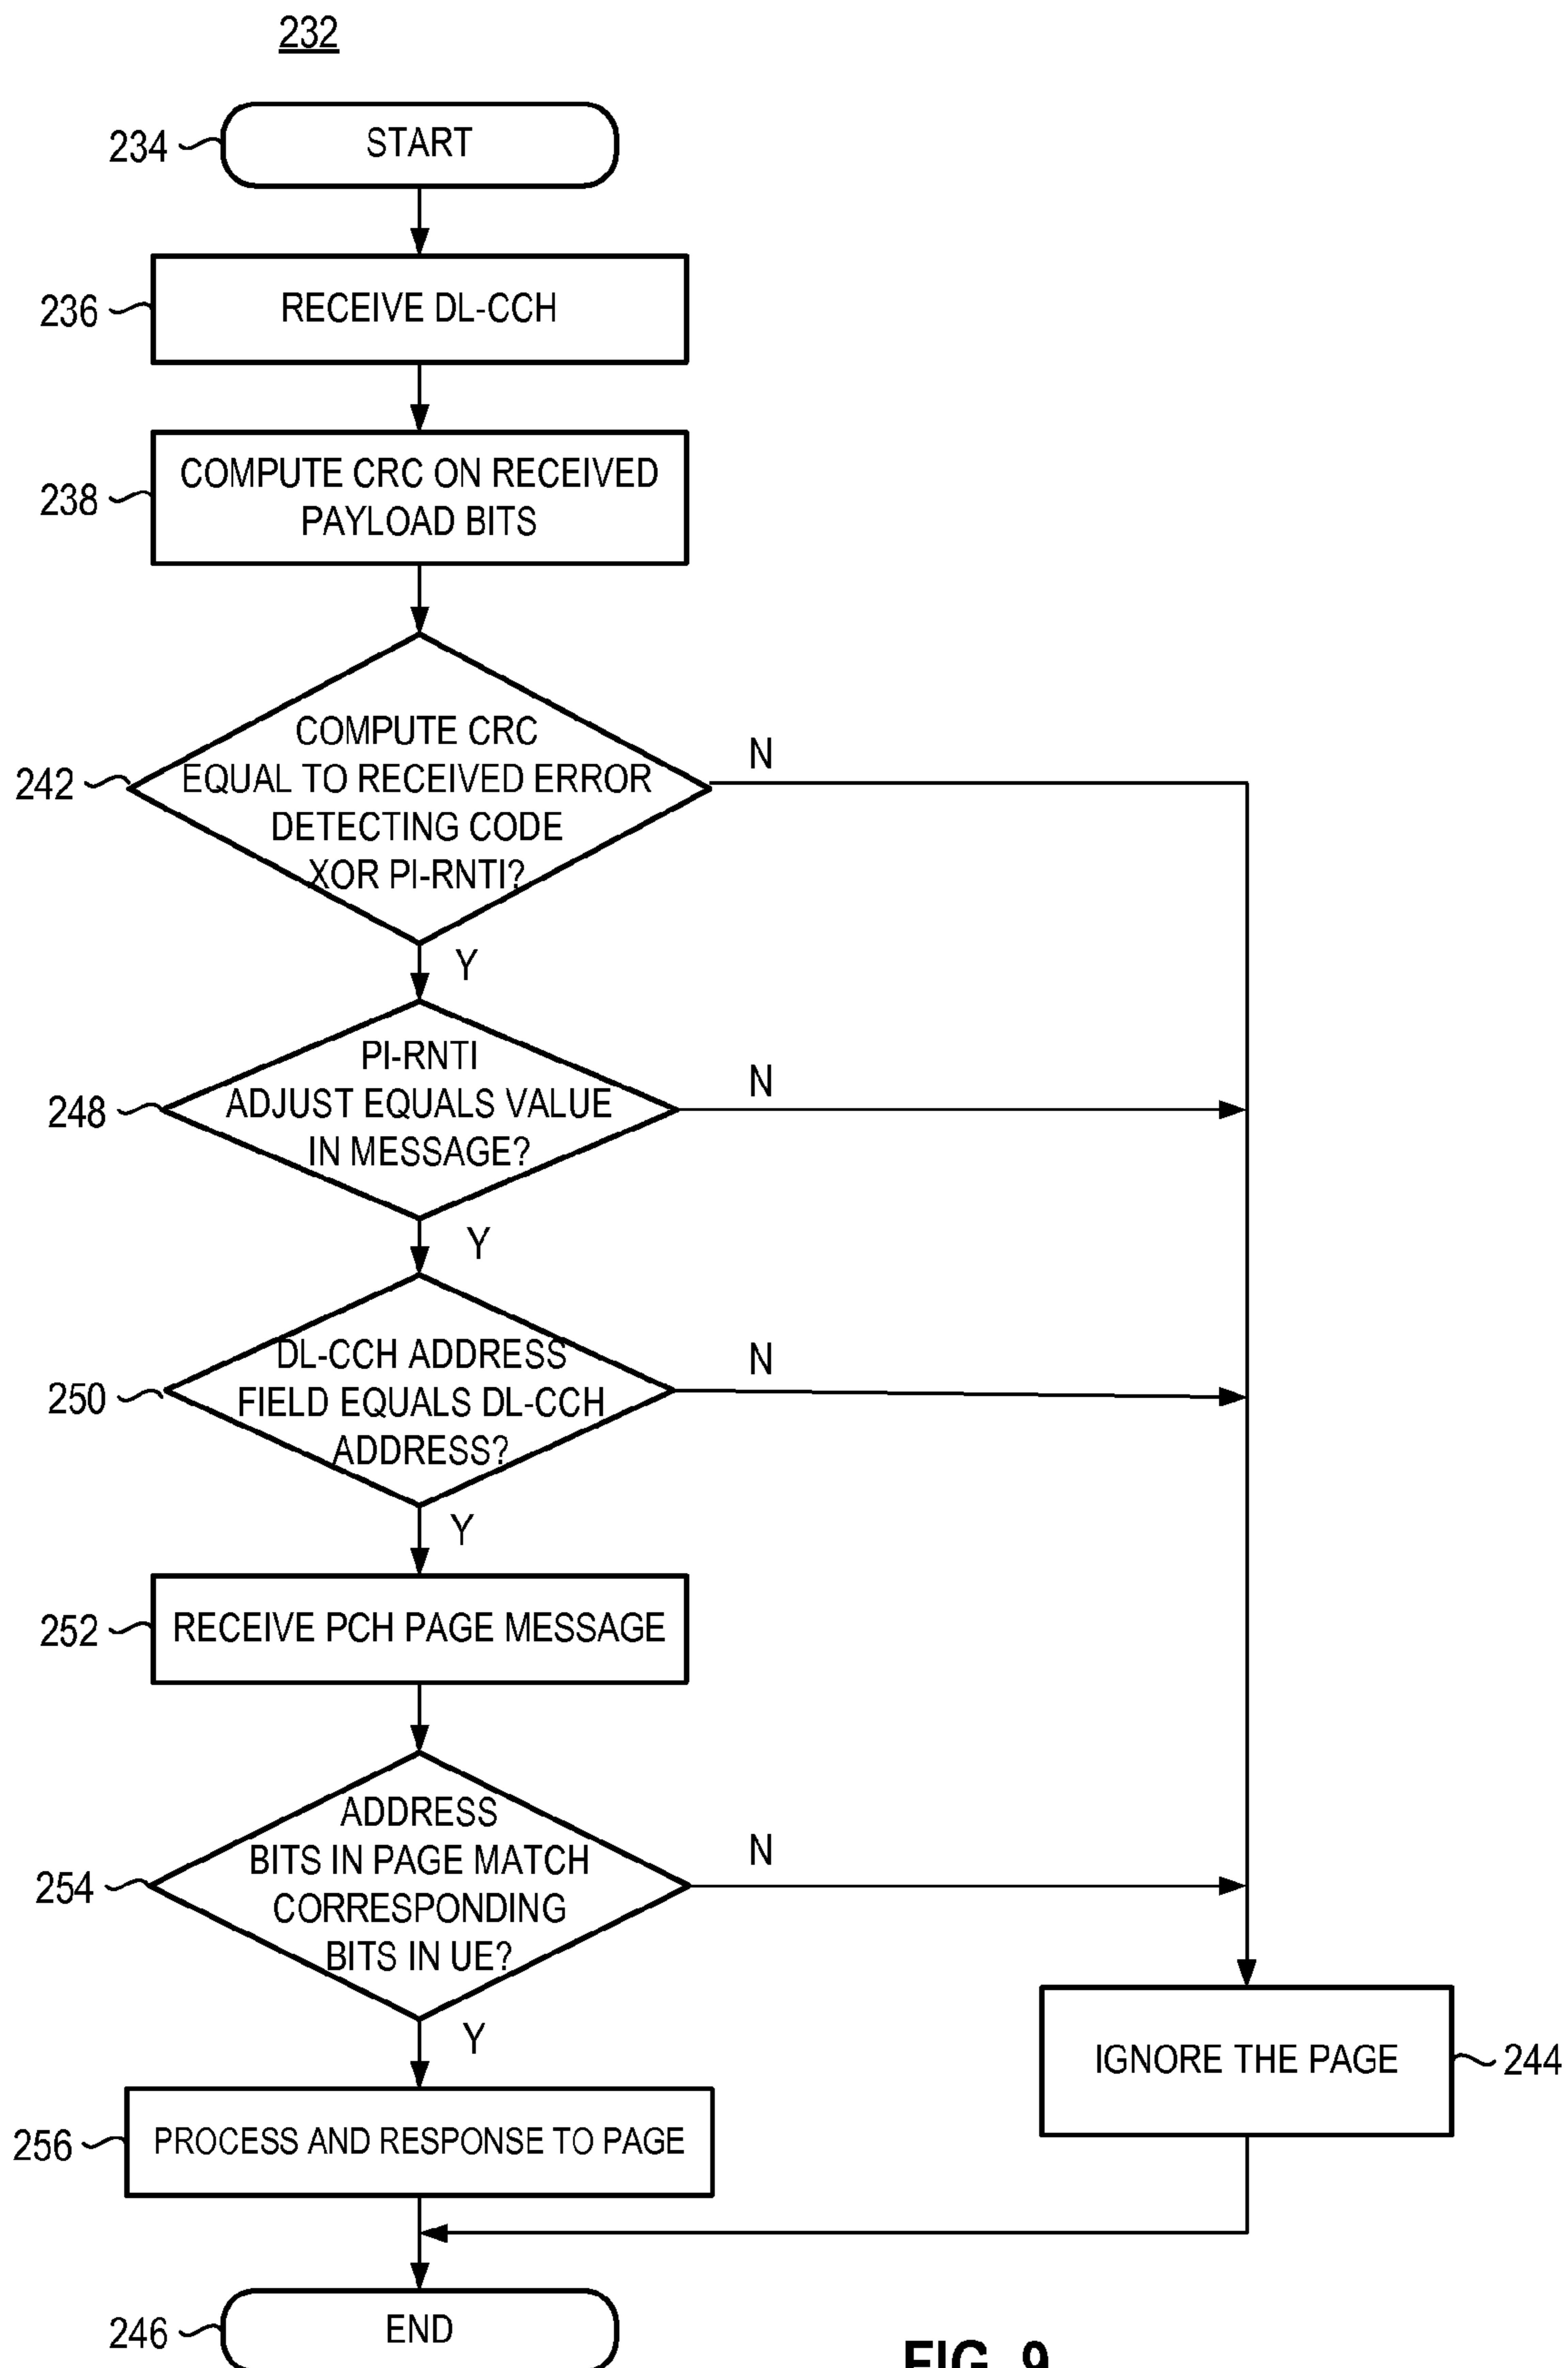 232
234
START
236
RECEIVE DL-CCH
238
COMPUTE CRC ON RECEIVED
PAYLOAD BITS
242
COMPUTE CRC
EQUAL TO RECEIVED ERROR
DETECTING CODE
XOR PI-RNTI?
N
Y
248
PI-RNTI
ADJUST EQUALS VALUE
IN MESSAGE?
N
Y
250
DL-CCH ADDRESS
FIELD EQUALS DL-CCH
ADDRESS?
N
Y
252
RECEIVE PCH PAGE MESSAGE
254
ADDRESS
BITS IN PAGE MATCH
CORRESPONDING
BITS IN UE?
N
Y
IGNORE THE PAGE
244
256
PROCESS AND RESPONSE TO PAGE
246
END
FIG. 9